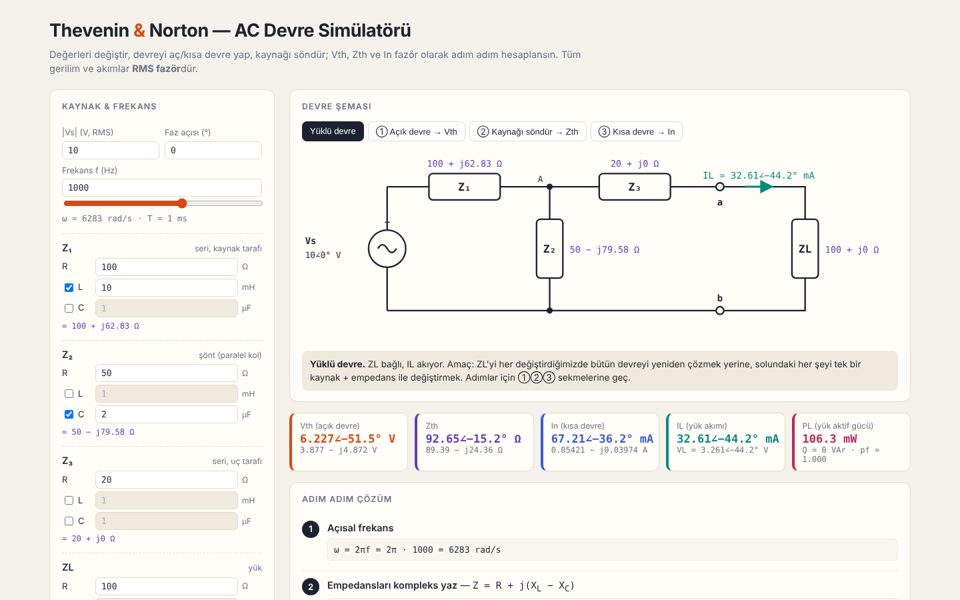 Thevenin & Norton — AC Devre Simülatörü
Değerleri değiştir, devreyi aç/kısa devre yap, kaynağı söndür; Vth, Zth ve In fazör olarak adım adım hesaplansın. Tüm
gerilim ve akımlar RMS fazördür.
KAYNAK & FREKANS
|Vs| (V, RMS) Faz açısı (°)
10 0
Frekans f (Hz)
1000
ω = 6283 rad/s · T = 1 ms
Z₁ seri, kaynak tarafı
R 100 Ω
L 10 mH
C 1 µF
= 100 + j62.83 Ω
Z₂ şönt (paralel kol)
R 50 Ω
L 1 mH
C 2 µF
= 50 − j79.58 Ω
Z₃ seri, uç tarafı
R 20 Ω
L 1 mH
C 1 µF
= 20 + j0 Ω
ZL yük
R 100 Ω
DEVRE ŞEMASI
Yüklü devre ① Açık devre → Vth ② Kaynağı söndür → Zth ③ Kısa devre → In
100 + j62.83 Ω 20 + j0 Ω
IL = 32.61∠−44.2° mA
Z₁ A Z₃
a
+
Vs
10∠0° V
Z₂ 50 − j79.58 Ω
ZL 100 + j0 Ω
b
Yüklü devre. ZL bağlı, IL akıyor. Amaç: ZL'yi her değiştirdiğimizde bütün devreyi yeniden çözmek yerine, solundaki her şeyi tek bir
kaynak + empedans ile değiştirmek. Adımlar için ①②③ sekmelerine geç.
Vth (açık devre)
6.227∠−51.5° V
3.877 − j4.872 V
Zth
92.65∠−15.2° Ω
89.39 − j24.36 Ω
In (kısa devre)
67.21∠−36.2° mA
0.05421 − j0.03974 A
IL (yük akımı)
32.61∠−44.2° mA
VL = 3.261∠−44.2° V
PL (yük aktif gücü)
106.3 mW
Q = 0 VAr · pf =
1.000
ADIM ADIM ÇÖZÜM
1 Açısal frekans
ω = 2πf = 2π · 1000 = 6283 rad/s
2 Empedansları kompleks yaz — Z = R + j(X_L − X_C)